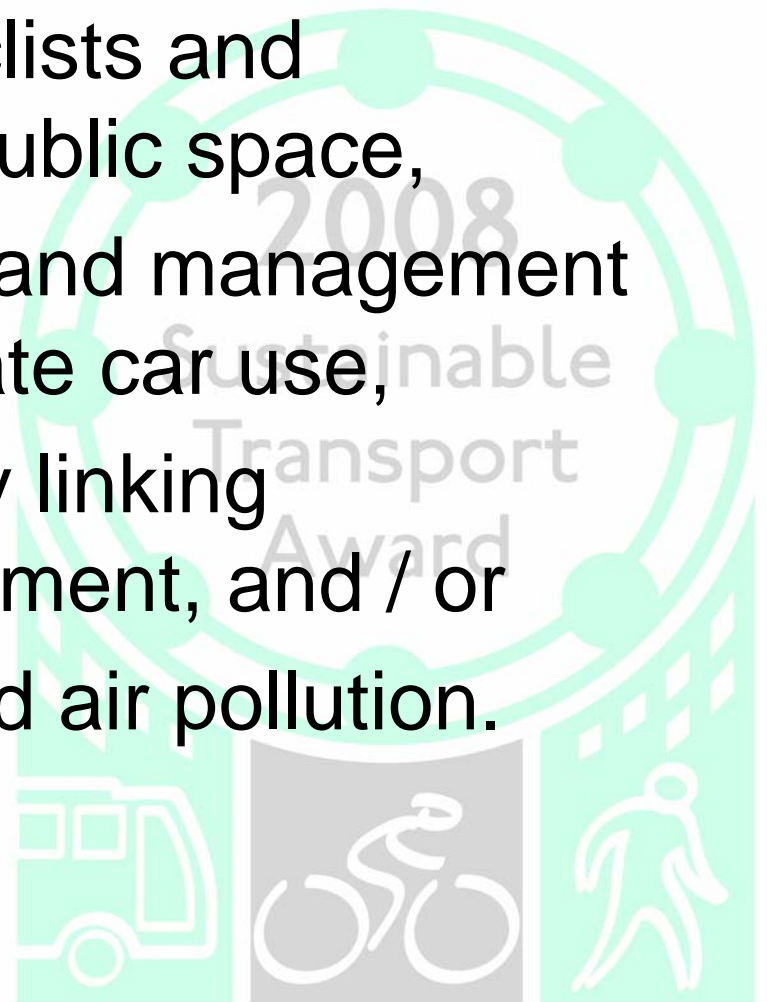 clists and
ublic space,
2008
and management
ate car use,
Sustainable
y linking
Transport
ment, and / or
Award
d air pollution.